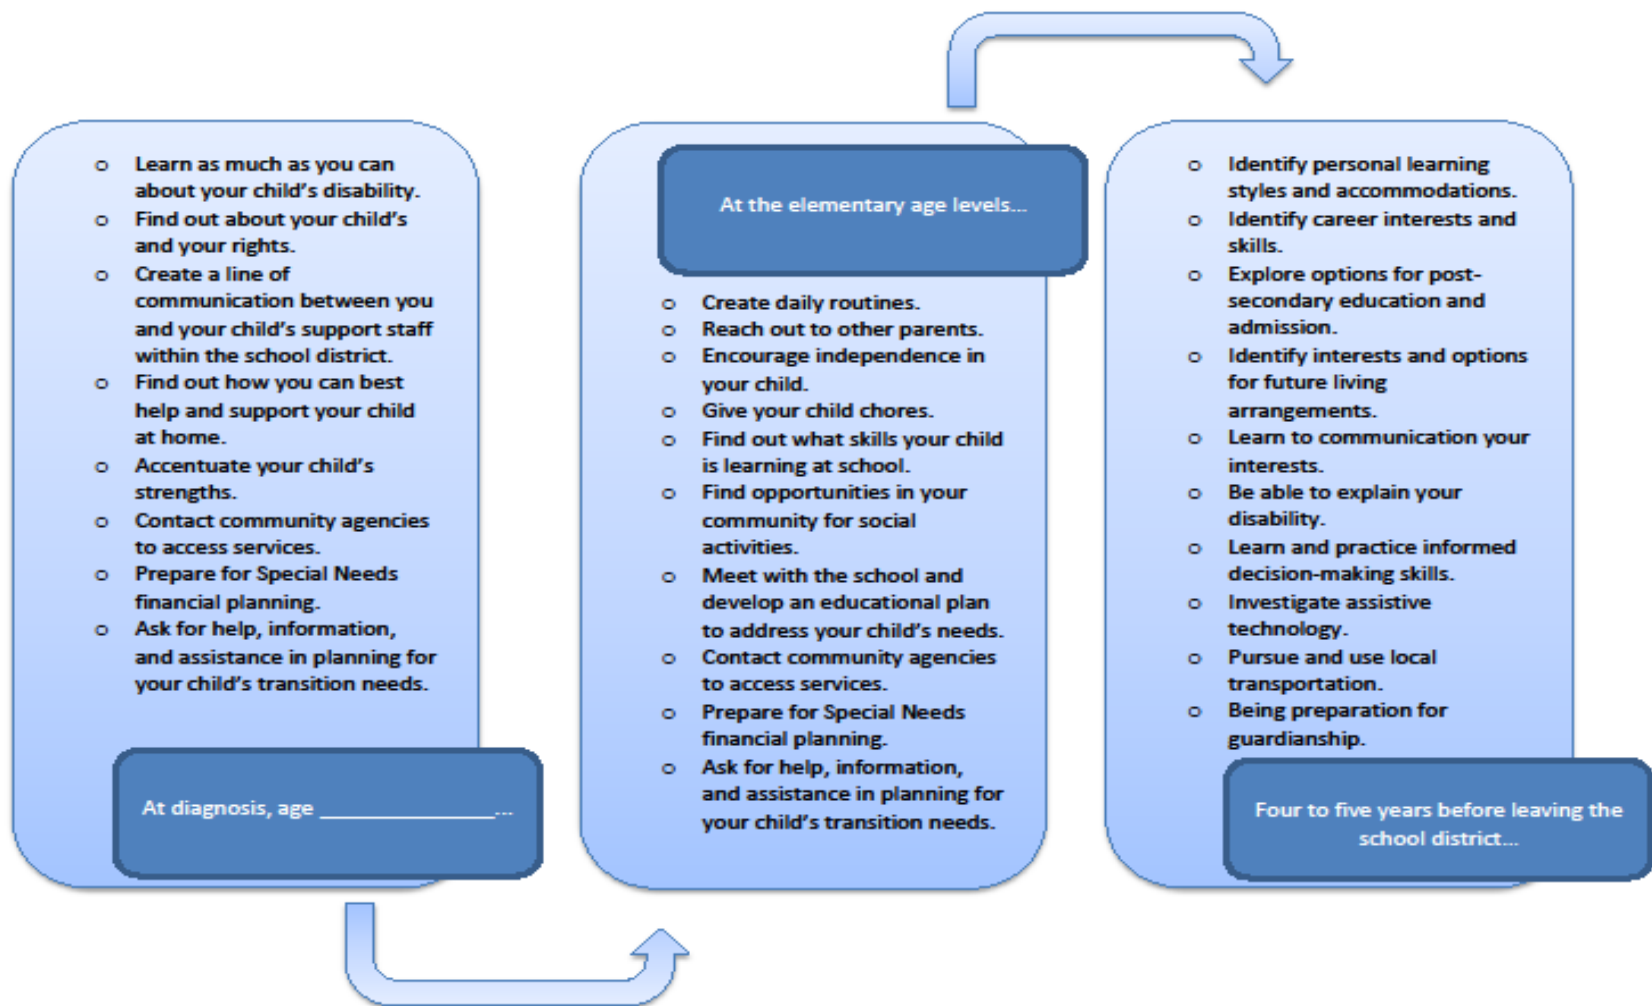 o Learn as much as you can
about your child's disability.
o Find out about your child's
and your rights.
o Create a line of
communication between you
and your child's support staff
within the school district.
o Find out how you can best
help and support your child
at home.
o Accentuate your child's
strengths.
o Contact community agencies
to access services.
o Prepare for Special Needs
financial planning.
o Ask for help, information,
and assistance in planning for
your child's transition needs.
At diagnosis, age ________________...
At the elementary age levels...
o Create daily routines.
o Reach out to other parents.
o Encourage independence in
your child.
o Give your child chores.
o Find out what skills your child
is learning at school.
o Find opportunities in your
community for social
activities.
o Meet with the school and
develop an educational plan
to address your child's needs.
o Contact community agencies
to access services.
o Prepare for Special Needs
financial planning.
o Ask for help, information,
and assistance in planning for
your child's transition needs.
o Identify personal learning
styles and accommodations.
o Identify career interests and
skills.
o Explore options for post-
secondary education and
admission.
o Identify interests and options
for future living
arrangements.
o Learn to communication your
interests.
o Be able to explain your
disability.
o Learn and practice informed
decision-making skills.
o Investigate assistive
technology.
o Pursue and use local
transportation.
o Being preparation for
guardianship.
Four to five years before leaving the
school district...